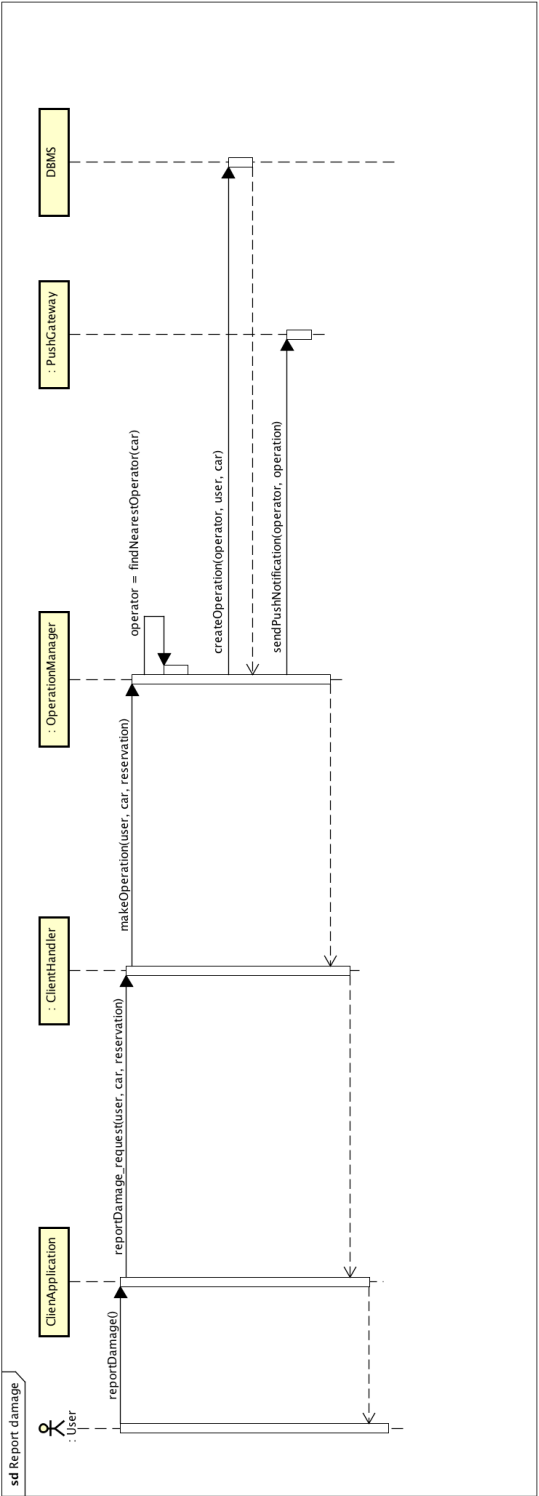 sd Report damage
: User
ClienApplication
: ClientHandler
: OperationManager
: PushGateway
DBMS
reportDamage()
reportDamage_request(user, car, reservation)
makeOperation(user, car, reservation)
operator = findNearestOperator(car)
createOperation(operator, user, car)
sendPushNotification(operator, operation)